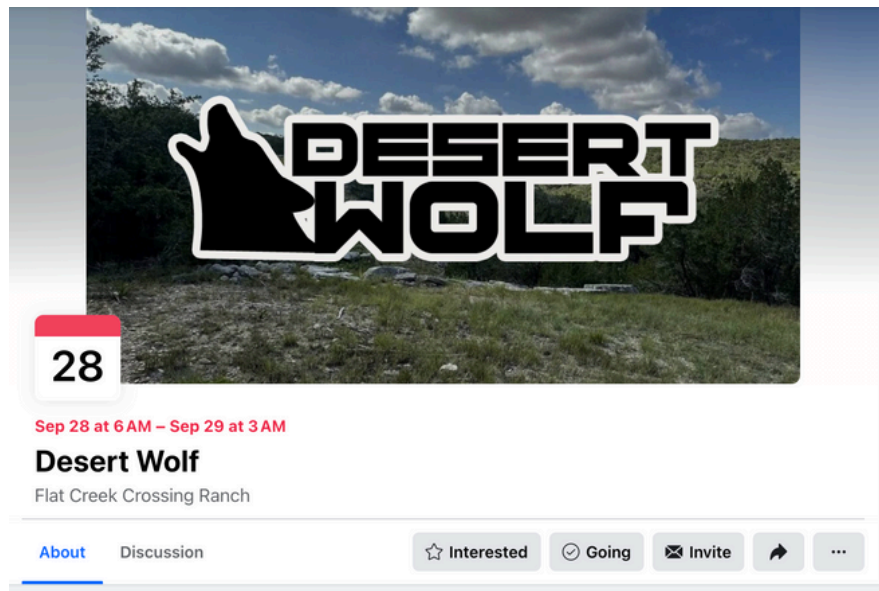 DESERT
WOLF
28
Sep 28 at 6 AM – Sep 29 at 3 AM
Desert Wolf
Flat Creek Crossing Ranch
About Discussion Interested Going Invite ...